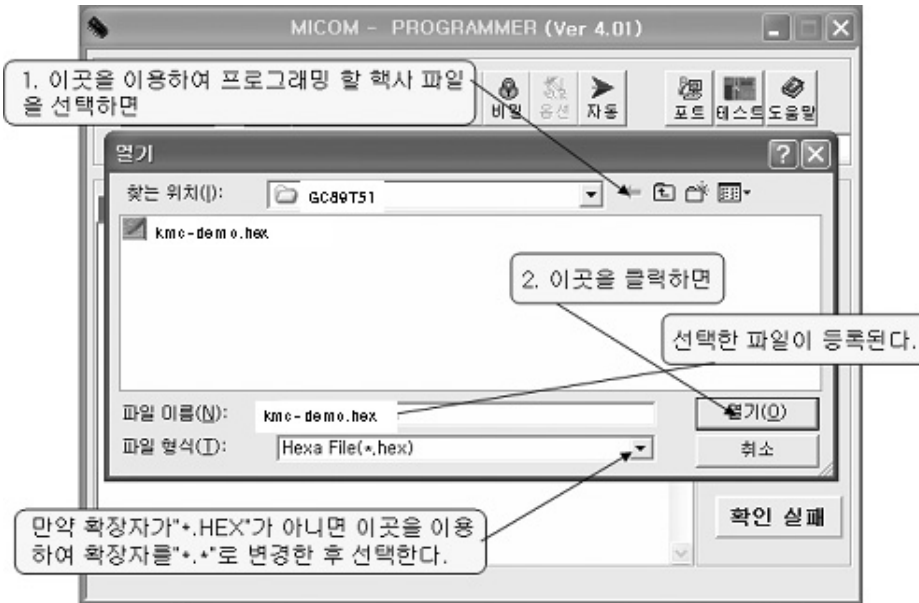 MICOM - PROGRAMMER (Ver 4.01)
1. 이곳을 이용하여 프로그래밍 할 핵사 파일
을 선택하면
비밀 옵션 자동 포트 테스트 도움말
열기
찾는 위치(I): GC89T51
kmc-demo.hex
2. 이곳을 클릭하면
선택한 파일이 등록된다.
파일 이름(N): kmc-demo.hex 열기(O)
파일 형식(T): Hexa File(*.hex) 취소
만약 확장자가"*.HEX"가 아니면 이곳을 이용
하여 확장자를"*.*"로 변경한 후 선택한다.
확인 실패